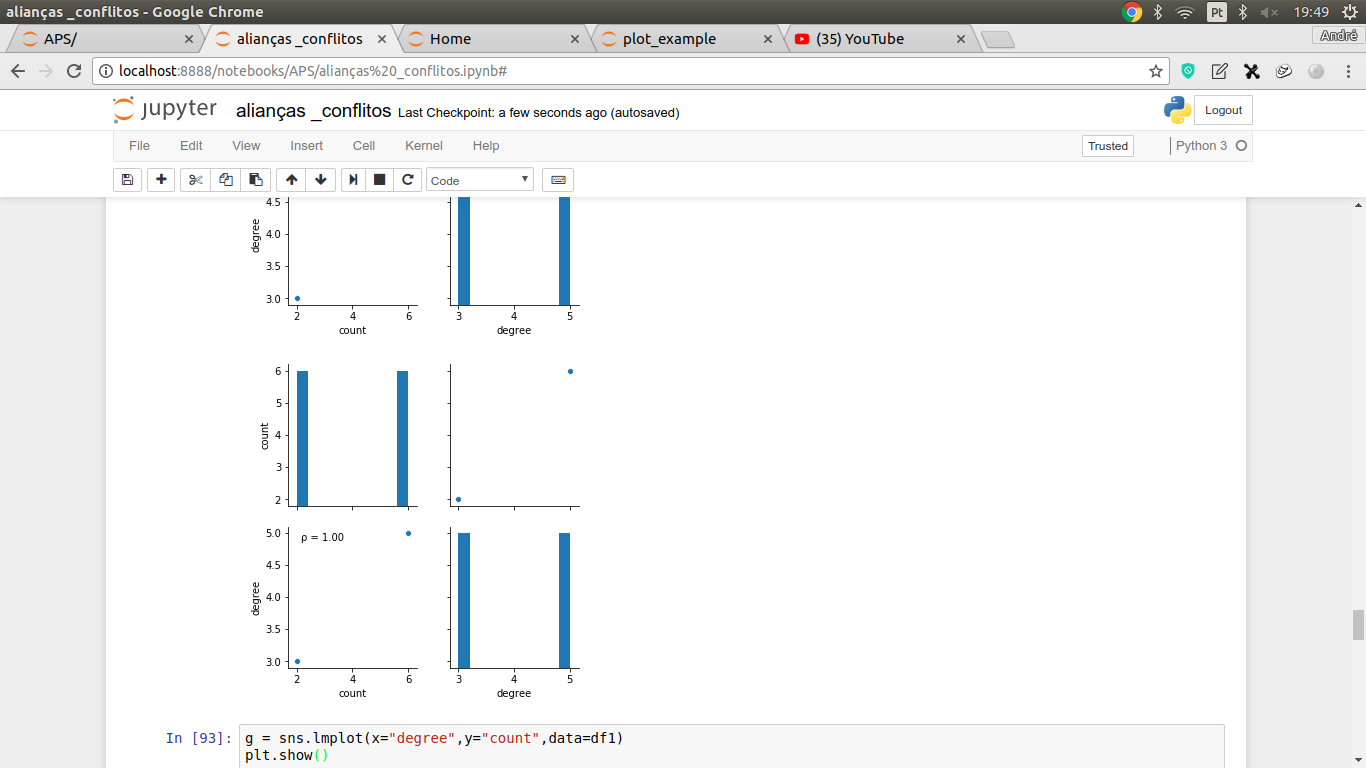 alianças _conflitos - Google Chrome
Pt
19:49
APS/
alianças _conflitos
Home
plot_example
(35) YouTube
André
localhost:8888/notebooks/APS/alianças%20_conflitos.ipynb#
jupyter alianças _conflitos Last Checkpoint: a few seconds ago (autosaved)
Logout
File Edit View Insert Cell Kernel Help
Trusted
Python 3
Code
4.5
4.0
3.5
3.0
degree
2 4 6
count
3 4 5
degree
6
5
4
3
2
count
5.0
4.5
4.0
3.5
3.0
degree
ρ = 1.00
2 4 6
count
3 4 5
degree
In [93]:
g = sns.lmplot(x="degree",y="count",data=df1)
plt.show()